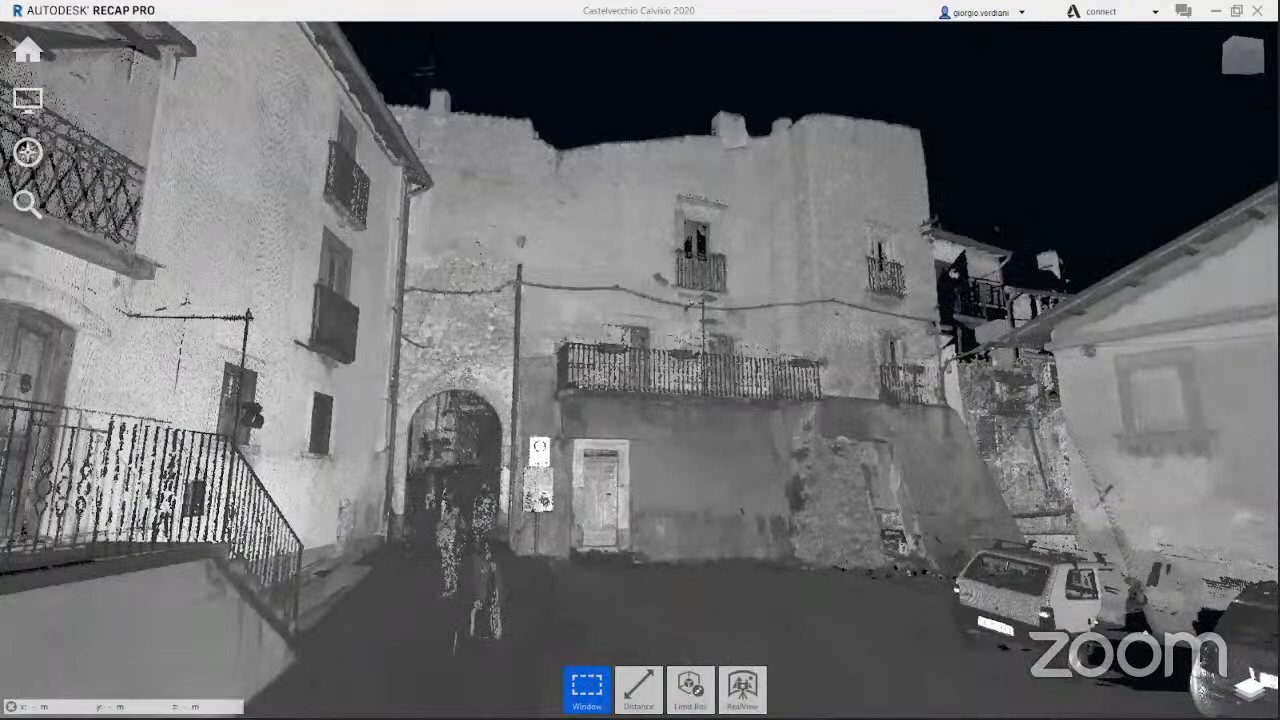 R AUTODESK® RECAP PRO
Castelvecchio Calvisio 2020
giorgio.verdiani
connect
zoom
Window
Distance
Limit Box
RealView
x: - m y: - m z: - m